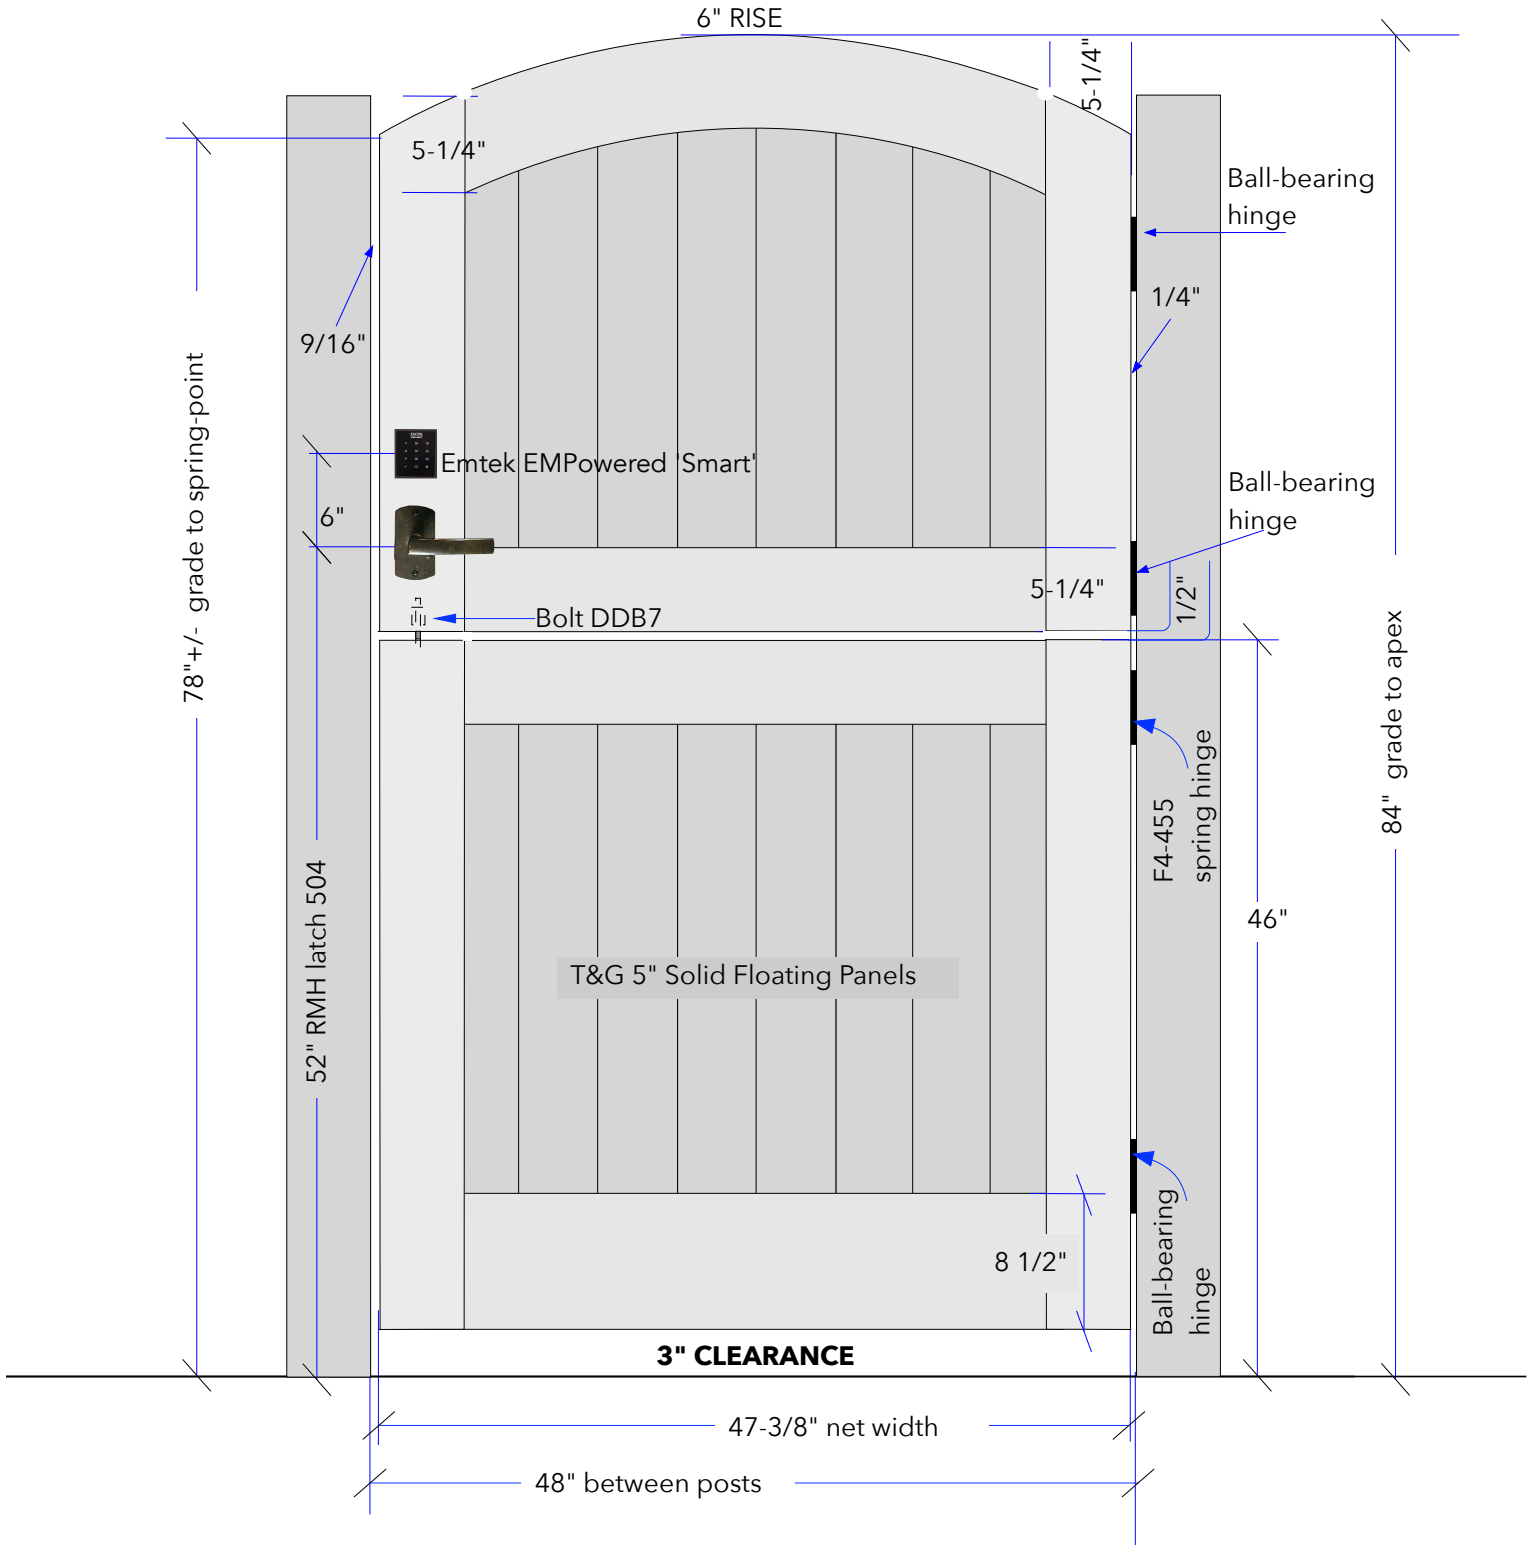 6" RISE
5-1/4"
5-1/4"
Ball-bearing
hinge
1/4"
9/16"
78"+/- grade to spring-point
Emtek EMPowered 'Smart'
6"
Ball-bearing
hinge
5-1/4"
1/2"
Bolt DDB7
84" grade to apex
F4-455
spring hinge
46"
52" RMH latch 504
T&G 5" Solid Floating Panels
8 1/2"
Ball-bearing
hinge
3" CLEARANCE
47-3/8" net width
48" between posts